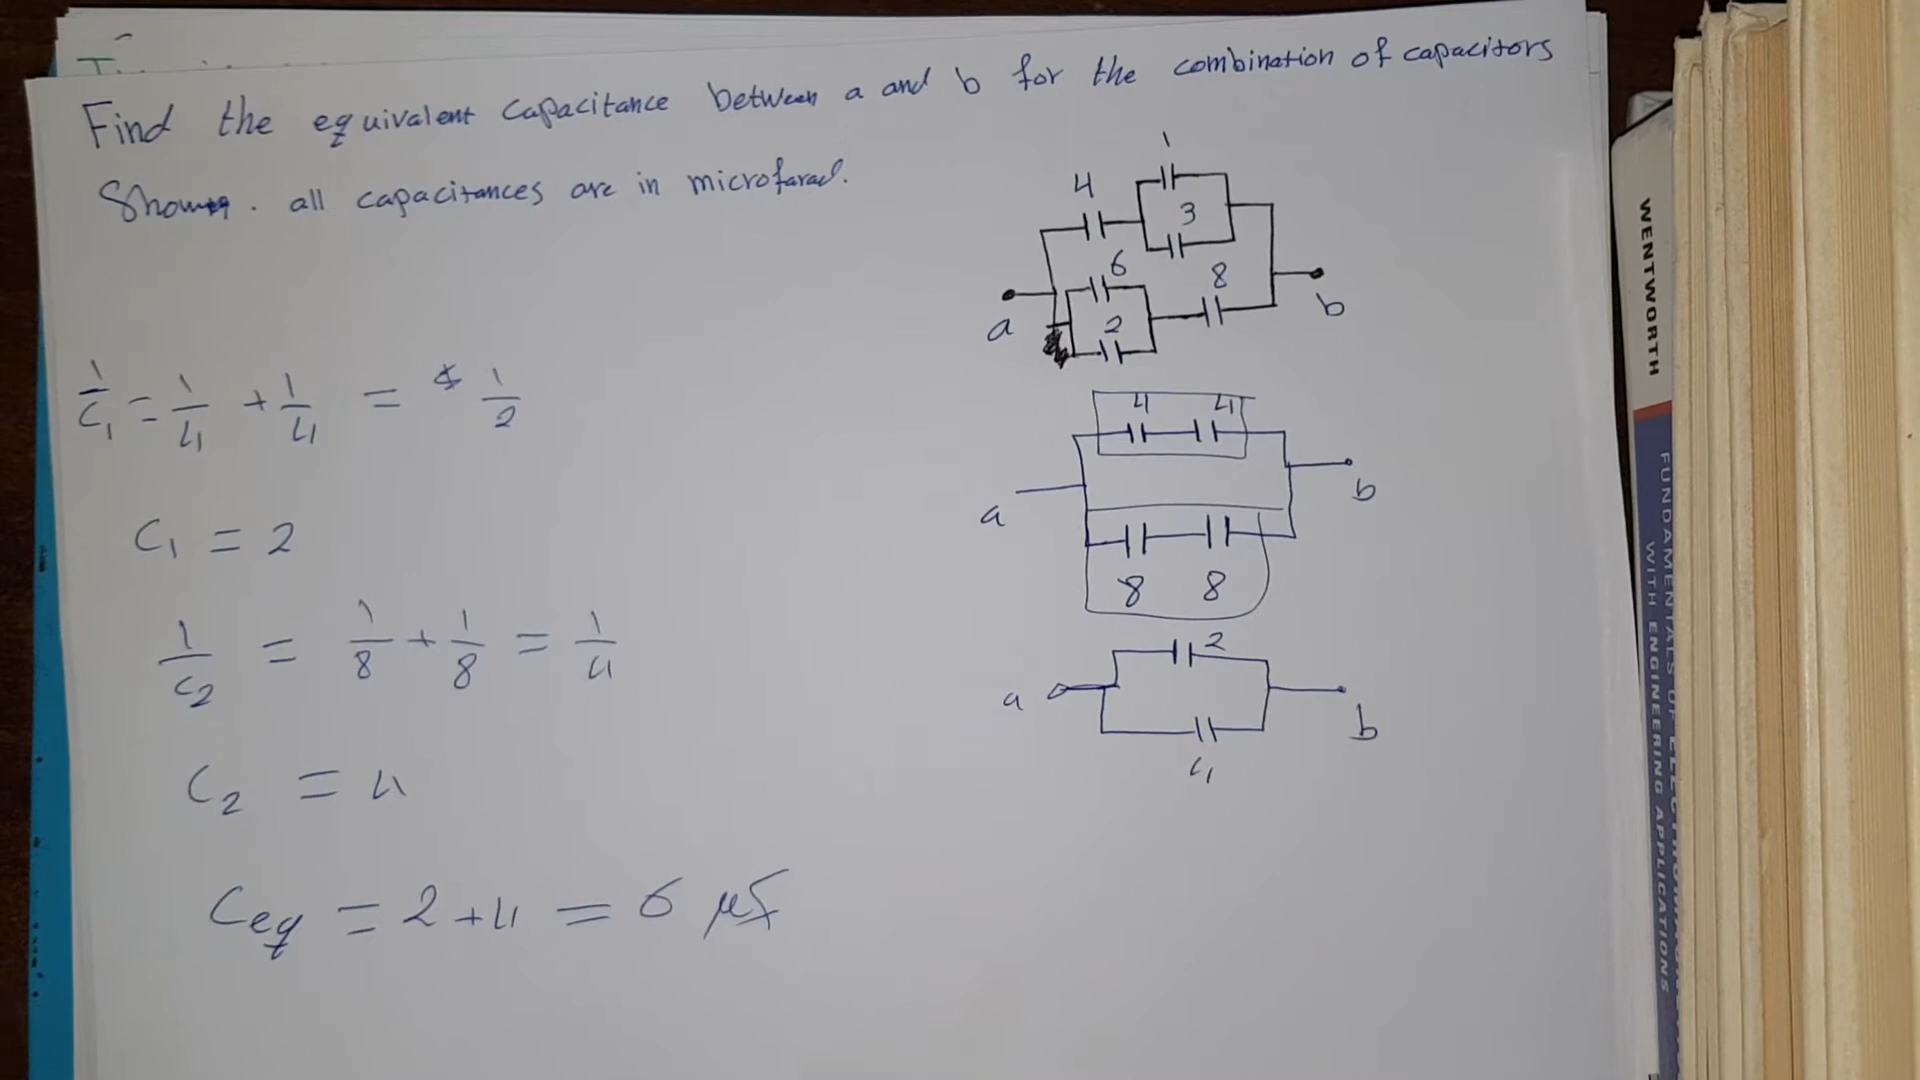 Find the equivalent capacitance between a and b for the combination of capacitors
Shown. all capacitances are in microfarad.
1
4
3
6
8
2
a
b
1/C₁ = 1/4 + 1/4 = 1/2
4 4
a
b
C₁ = 2
8 8
1/C₂ = 1/8 + 1/8 = 1/4
2
a
b
4
C₂ = 4
Ceq = 2+4 = 6 μf
WENTWORTH
FUNDAMENTALS OF
WITH ENGINEERING APPLICATIONS